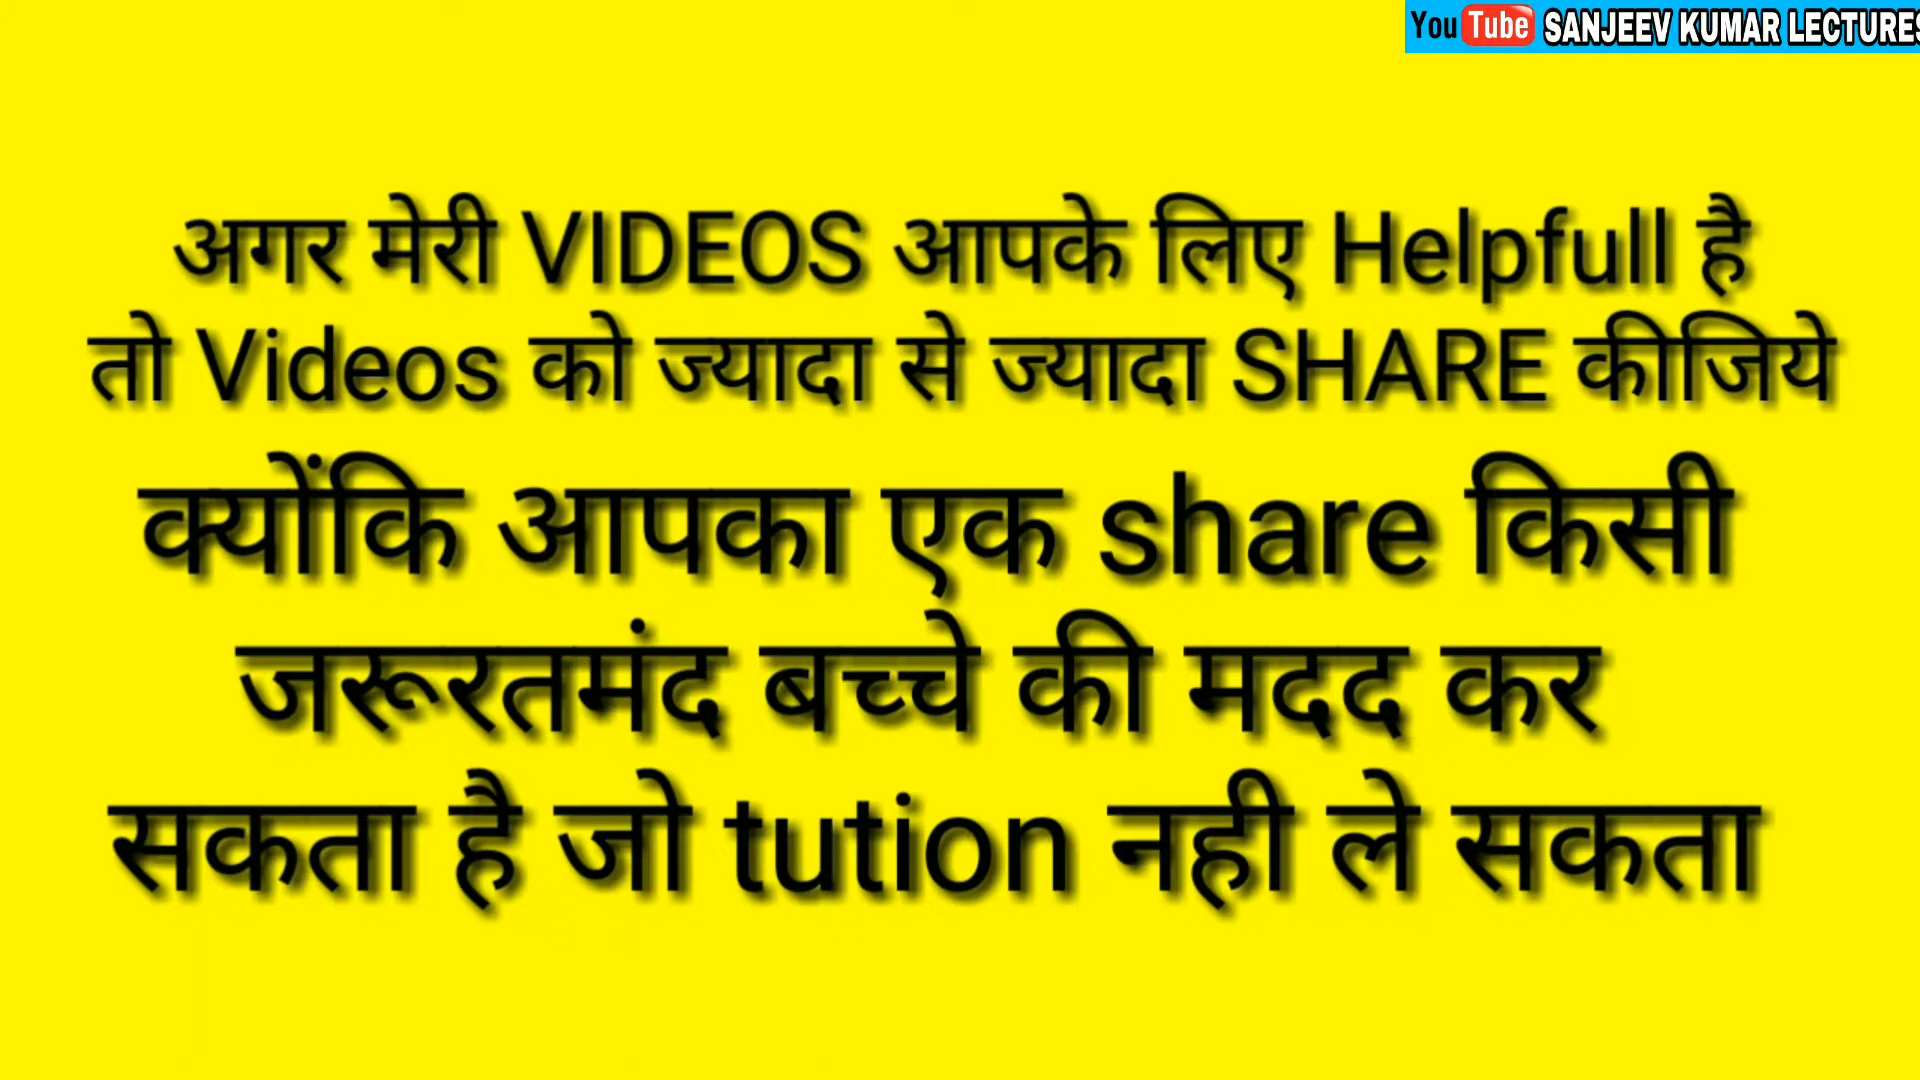 You Tube SANJEEV KUMAR LECTURES
अगर मेरी VIDEOS आपके लिए Helpfull है
तो Videos को ज्यादा से ज्यादा SHARE कीजिये
क्योंकि आपका एक share किसी
जरूरतमंद बच्चे की मदद कर
सकता है जो tution नही ले सकता